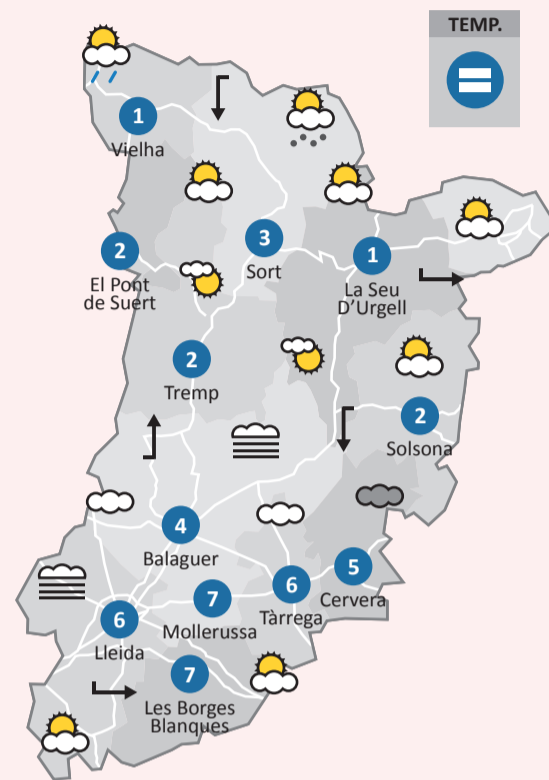 TEMP.
1
Vielha
2
El Pont
de Suert
3
Sort
1
La Seu
D'Urgell
2
Tremp
2
Solsona
4
Balaguer
5
Cervera
6
Tàrrega
7
Mollerussa
6
Lleida
7
Les Borges
Blanques